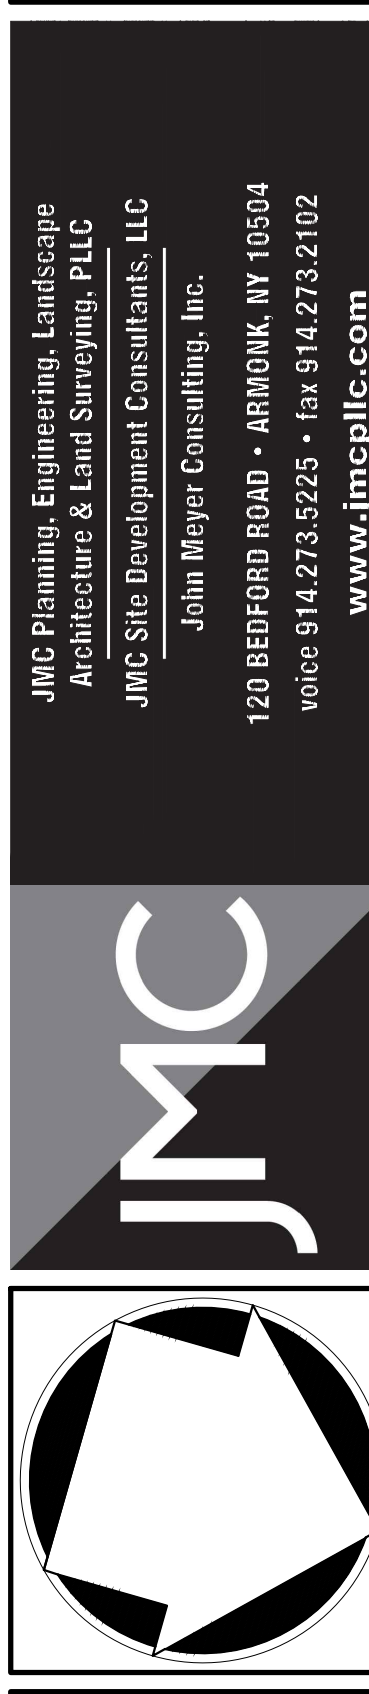 JMC Planning, Engineering, Landscape
Architecture & Land Surveying, PLLC
JMC Site Development Consultants, LLC
John Meyer Consulting, Inc.
120 BEDFORD ROAD • ARMONK, NY 10504
voice 914.273.5225 • fax 914.273.2102
www.jmcpllc.com
JMC